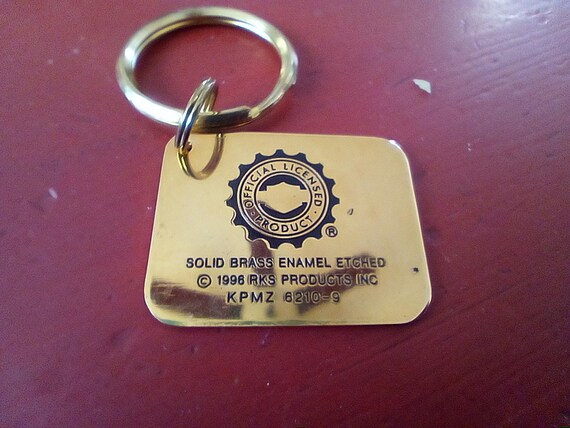 OFFICIAL LICENSED
PRODUCT
®
SOLID BRASS ENAMEL ETCHED
© 1996 RKS PRODUCTS INC
KPMZ 6210-9